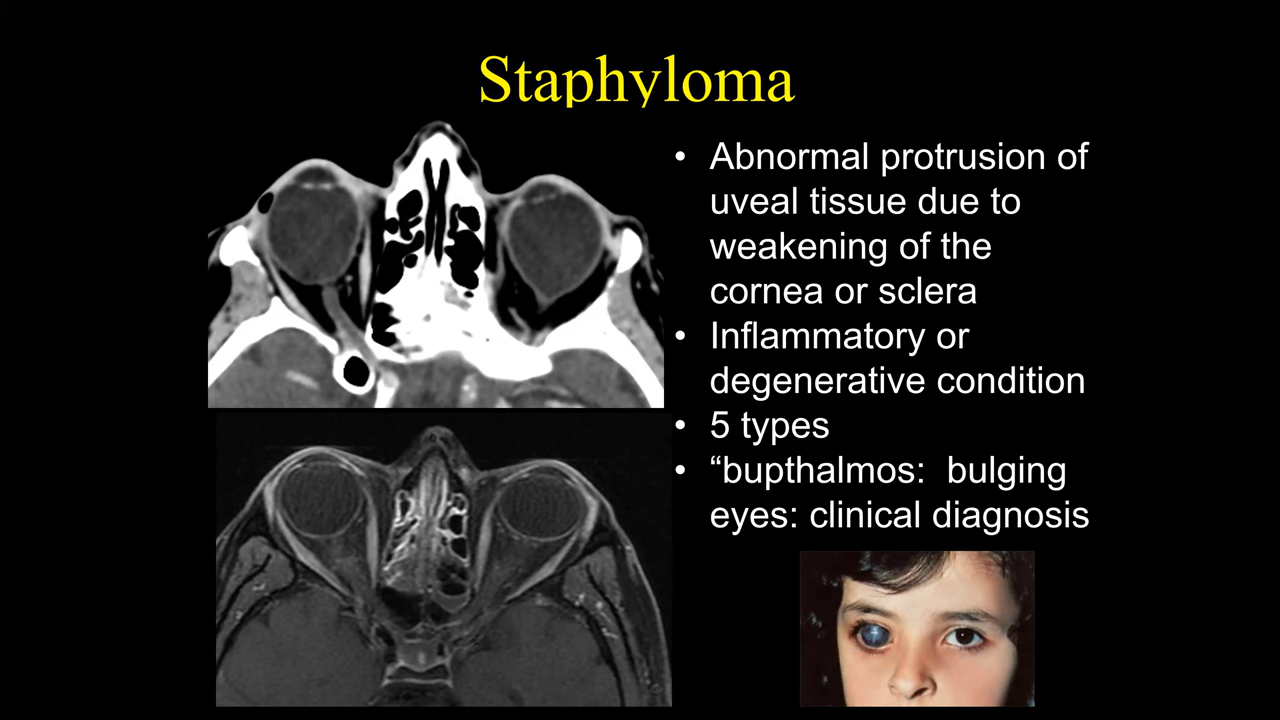 Staphyloma
• Abnormal protrusion of
uveal tissue due to
weakening of the
cornea or sclera
• Inflammatory or
degenerative condition
• 5 types
• “bupthalmos:  bulging
eyes: clinical diagnosis